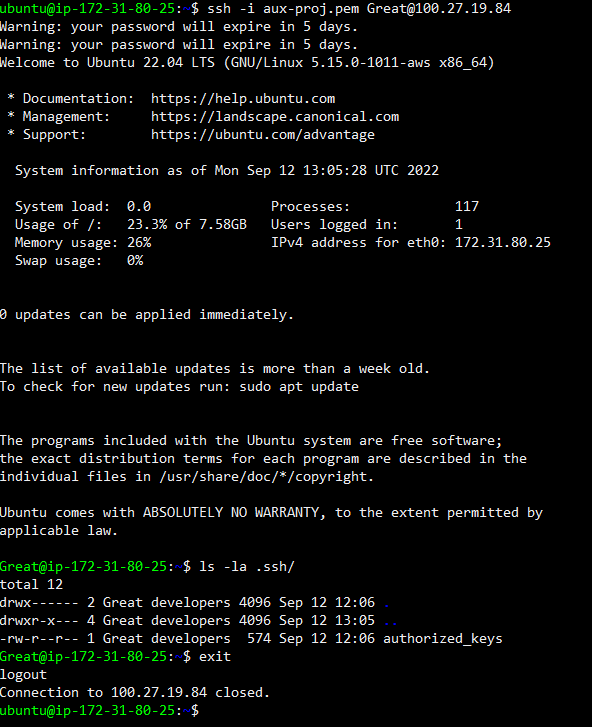 ubuntu@ip-172-31-80-25:~$ ssh -i aux-proj.pem Great@100.27.19.84
Warning: your password will expire in 5 days.
Warning: your password will expire in 5 days.
Welcome to Ubuntu 22.04 LTS (GNU/Linux 5.15.0-1011-aws x86_64)
* Documentation: https://help.ubuntu.com
* Management: https://landscape.canonical.com
* Support: https://ubuntu.com/advantage
System information as of Mon Sep 12 13:05:28 UTC 2022
System load: 0.0 Processes: 117
Usage of /: 23.3% of 7.58GB Users logged in: 1
Memory usage: 26% IPv4 address for eth0: 172.31.80.25
Swap usage: 0%
0 updates can be applied immediately.
The list of available updates is more than a week old.
To check for new updates run: sudo apt update
The programs included with the Ubuntu system are free software;
the exact distribution terms for each program are described in the
individual files in /usr/share/doc/*/copyright.
Ubuntu comes with ABSOLUTELY NO WARRANTY, to the extent permitted by
applicable law.
Great@ip-172-31-80-25:~$ ls -la .ssh/
total 12
drwx------ 2 Great developers 4096 Sep 12 12:06 .
drwxr-x--- 4 Great developers 4096 Sep 12 13:05 ..
-rw-r--r-- 1 Great developers 574 Sep 12 12:06 authorized_keys
Great@ip-172-31-80-25:~$ exit
logout
Connection to 100.27.19.84 closed.
ubuntu@ip-172-31-80-25:~$